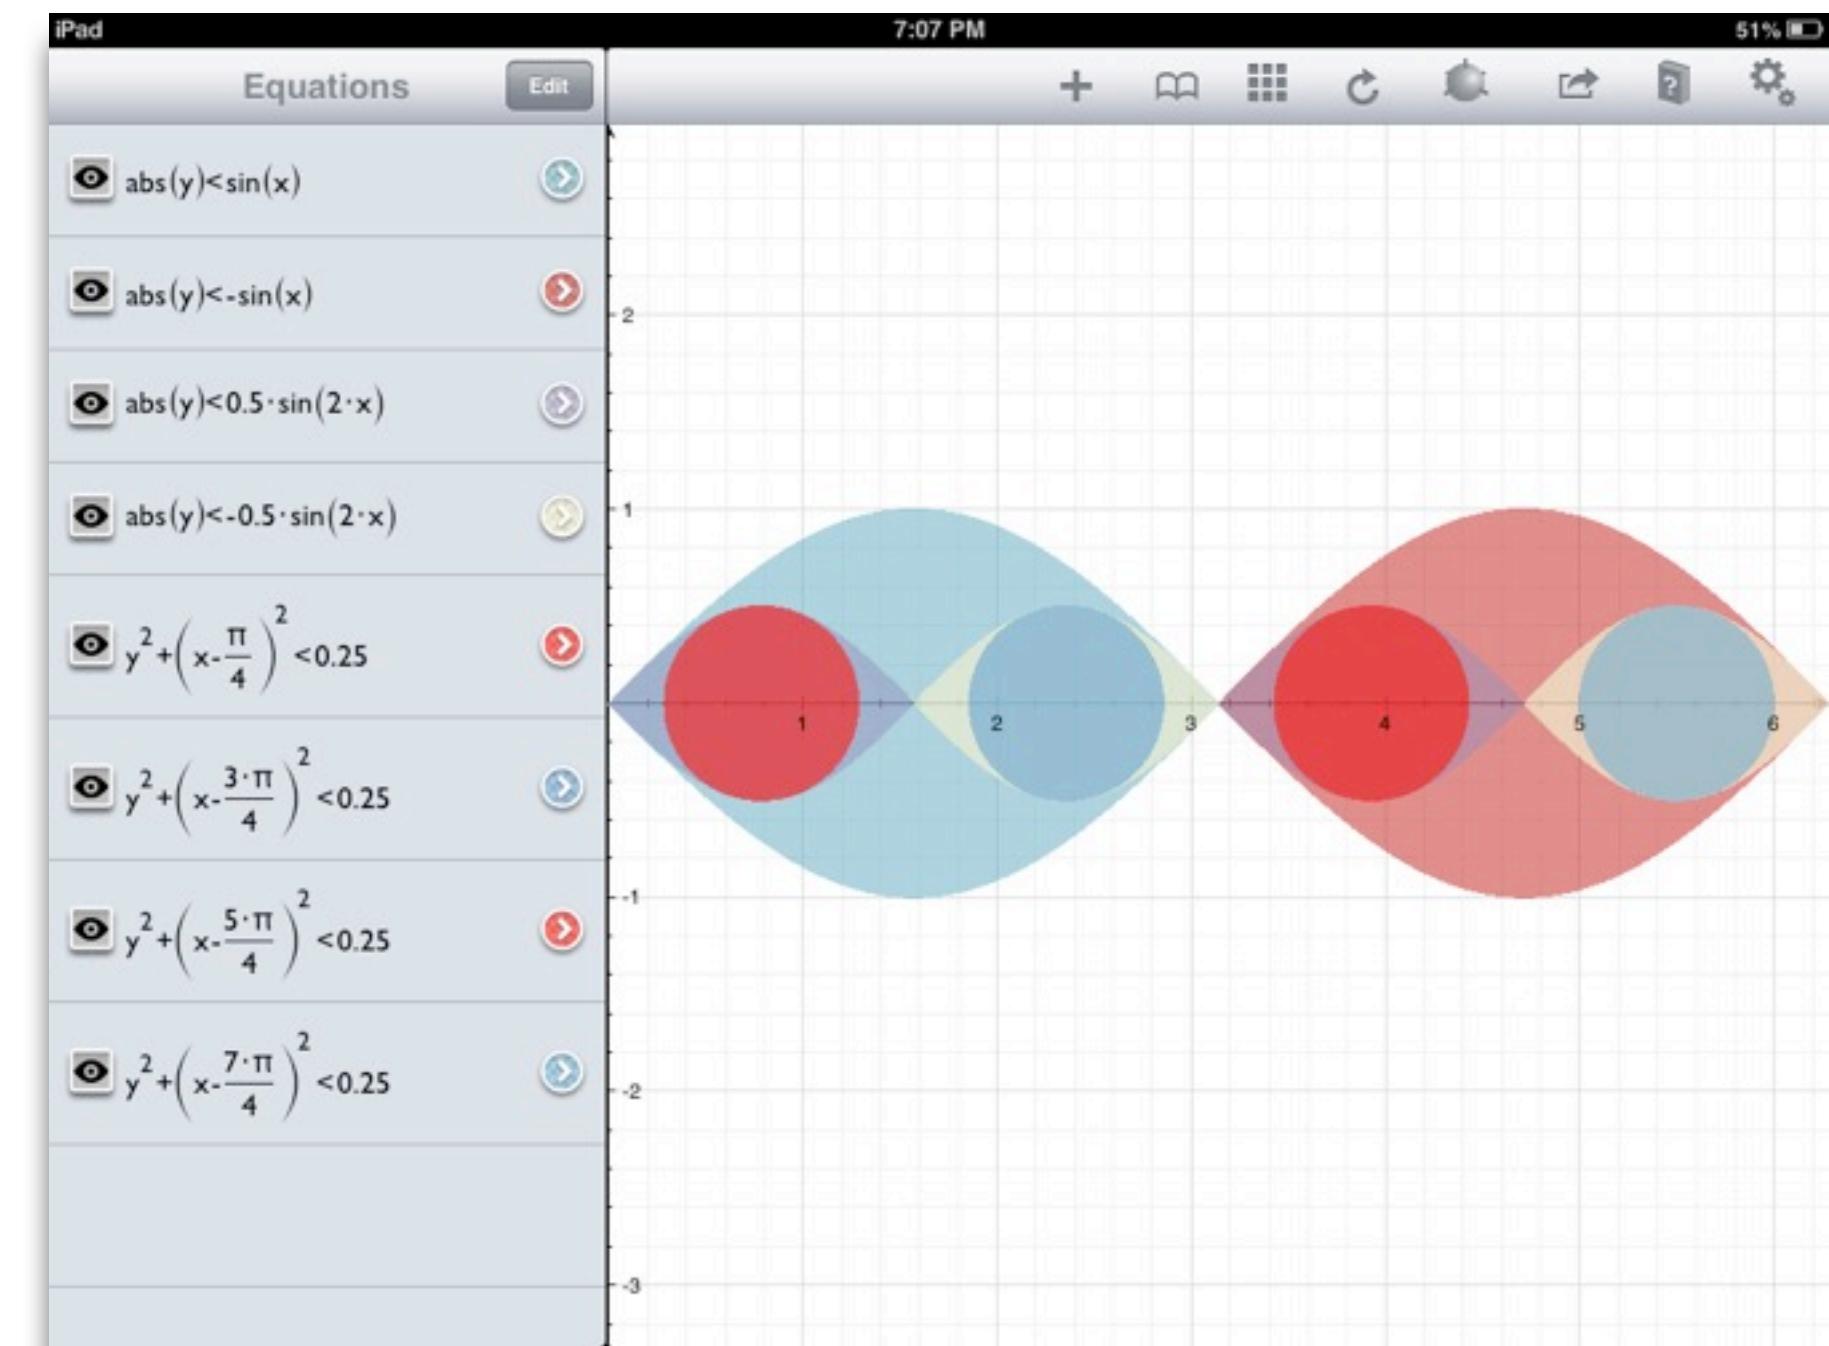 iPad 7:07 PM 51%
Equations Edit
abs(y)<sin(x)
abs(y)<-sin(x)
abs(y)<0.5·sin(2·x)
abs(y)<-0.5·sin(2·x)
y²+(x-π/4)²<0.25
y²+(x-3·π/4)²<0.25
y²+(x-5·π/4)²<0.25
y²+(x-7·π/4)²<0.25
2
1
1 2 3 4 5 6
-1
-2
-3